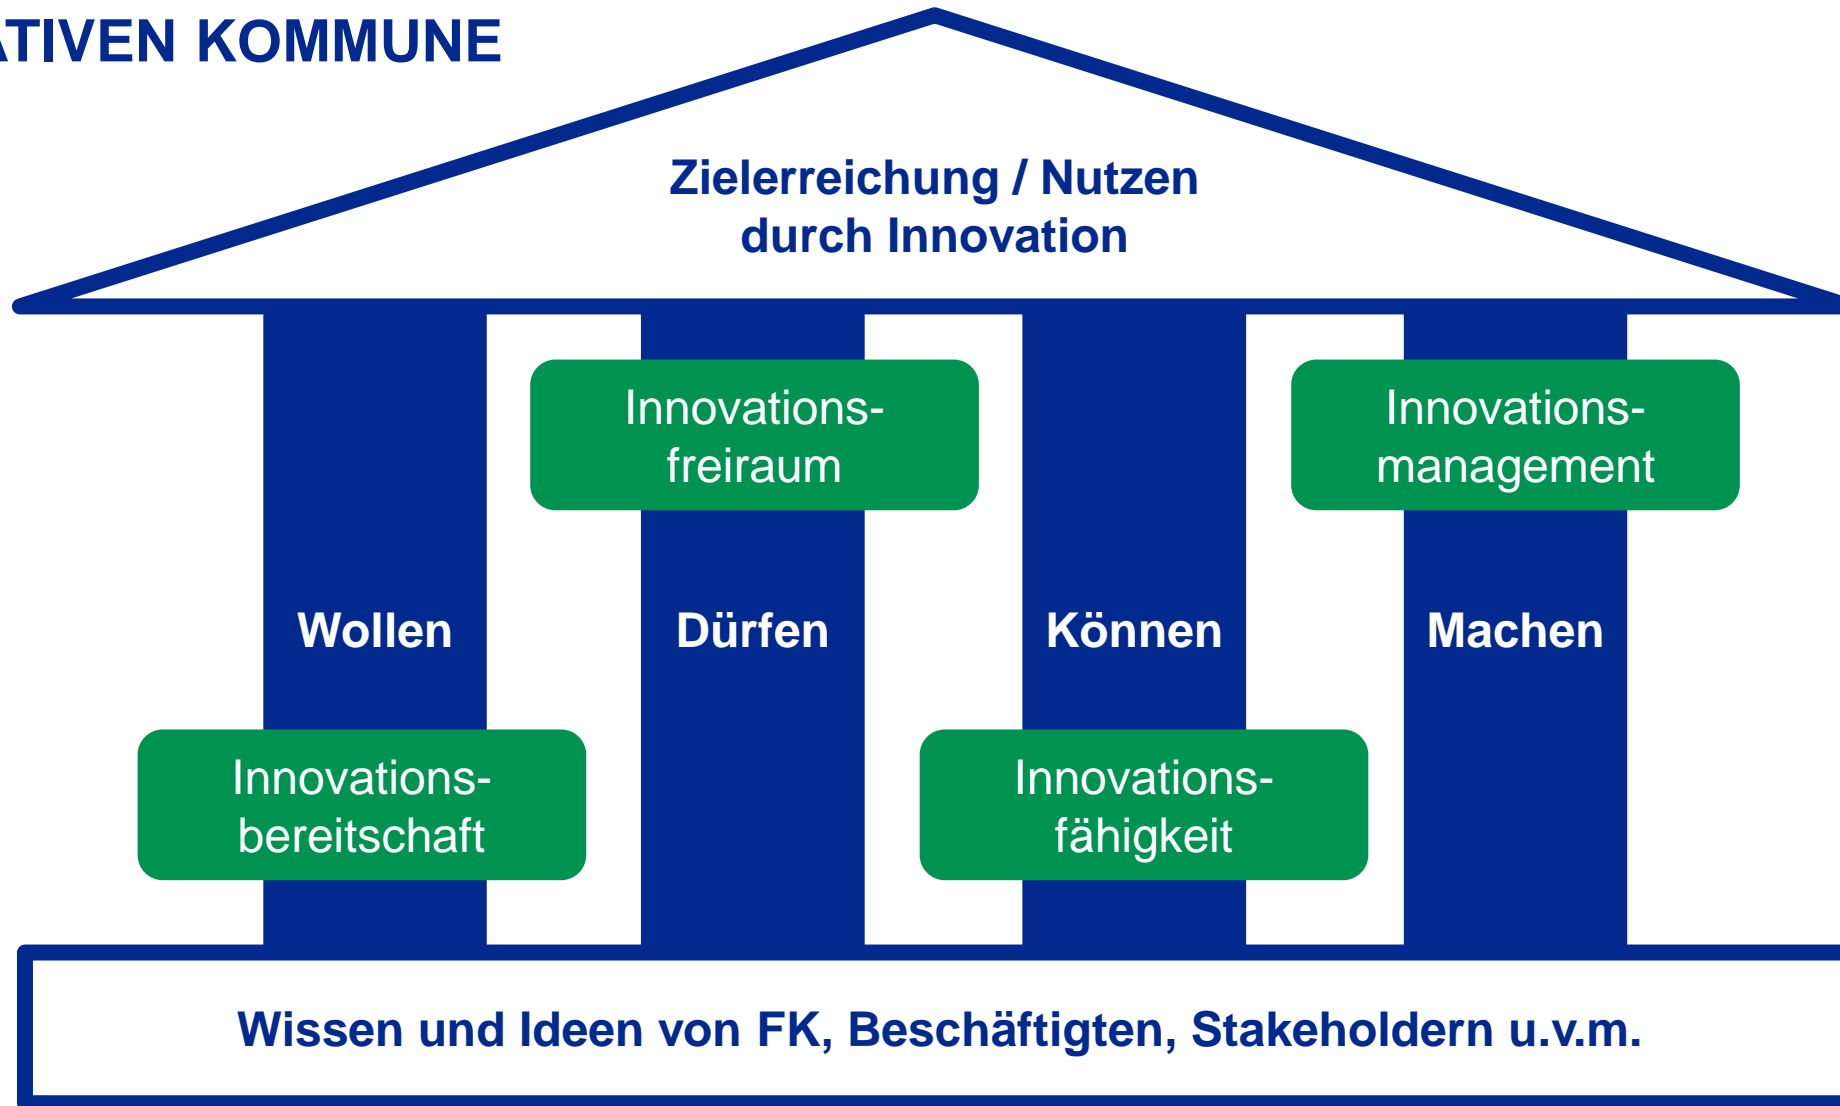 ATIVEN KOMMUNE
Zielerreichung / Nutzen
durch Innovation
Innovations-
freiraum
Innovations-
management
Wollen
Dürfen
Können
Machen
Innovations-
bereitschaft
Innovations-
fähigkeit
Wissen und Ideen von FK, Beschäftigten, Stakeholdern u.v.m.